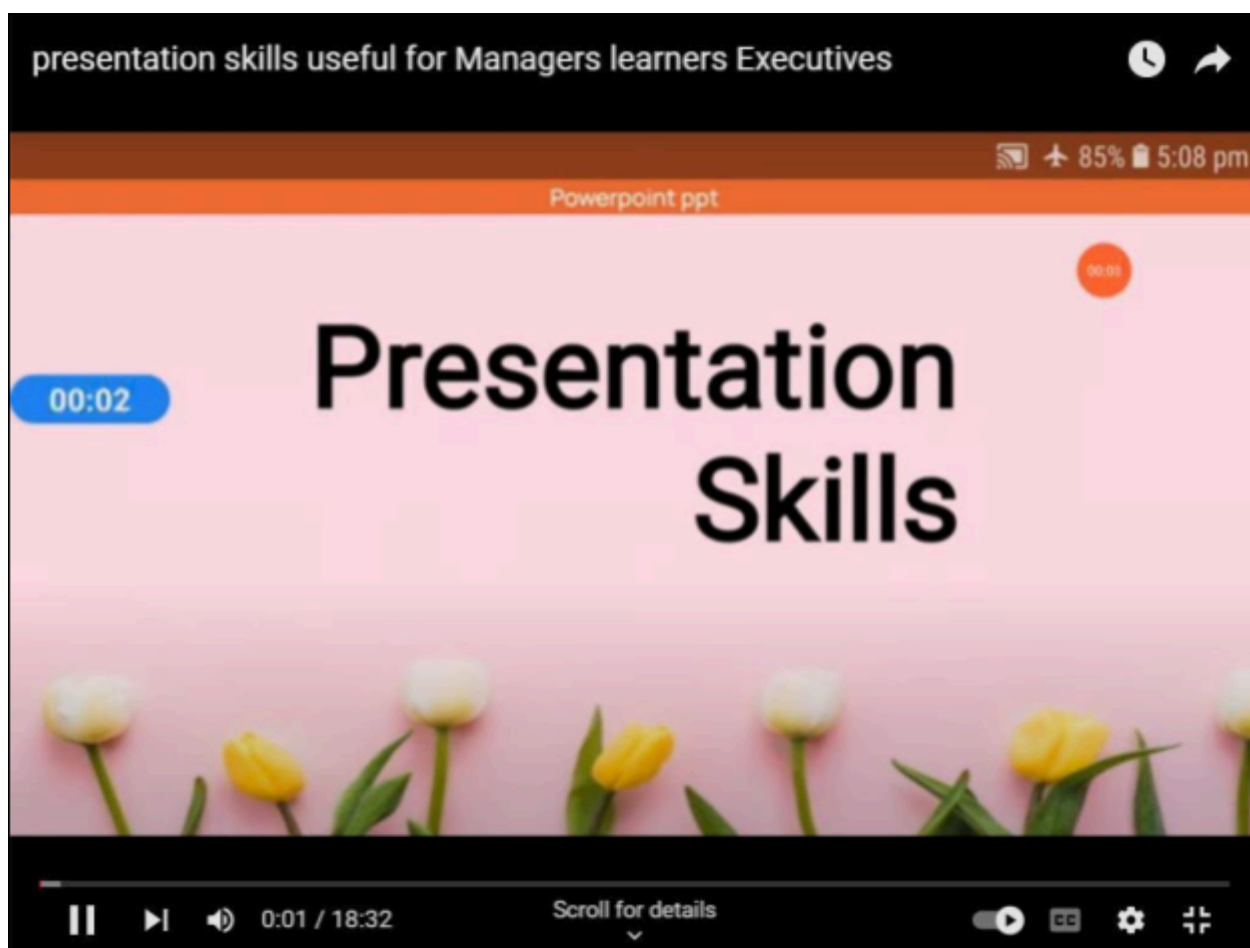 presentation skills useful for Managers learners Executives
85% 5:08 pm
Powerpoint ppt
Presentation
00:02
Skills
0:01 / 18:32
Scroll for details
CC